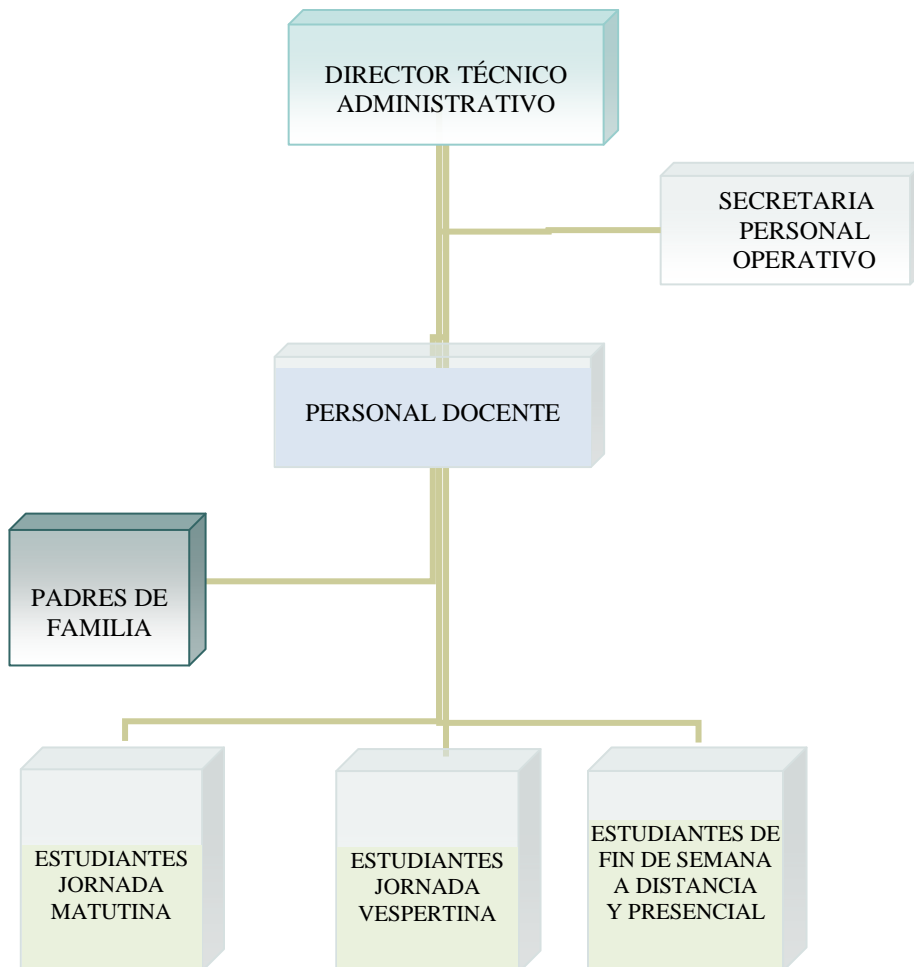 DIRECTOR TÉCNICO
ADMINISTRATIVO
SECRETARIA
PERSONAL
OPERATIVO
PERSONAL DOCENTE
PADRES DE
FAMILIA
ESTUDIANTES
JORNADA
MATUTINA
ESTUDIANTES
JORNADA
VESPERTINA
ESTUDIANTES DE
FIN DE SEMANA
A DISTANCIA
Y PRESENCIAL